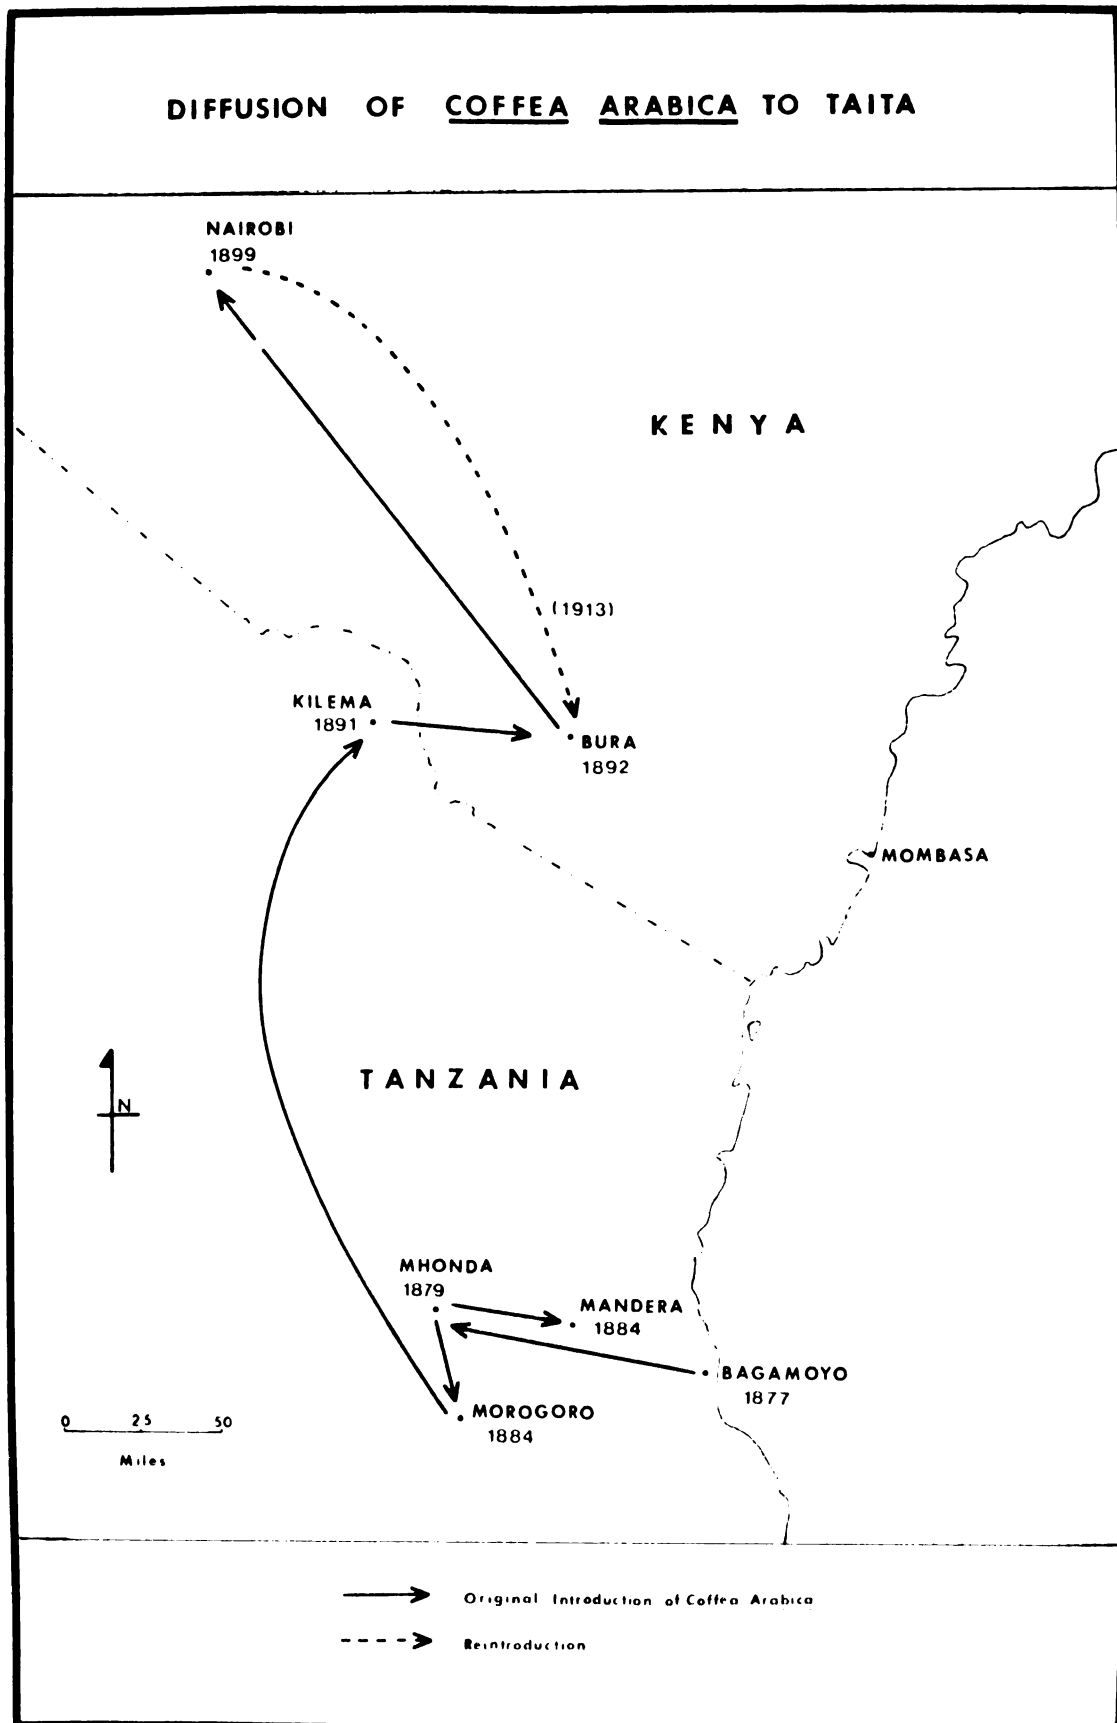 DIFFUSION OF COFFEA ARABICA TO TAITA
NAIROBI
1899
KENYA
(1913)
KILEMA
1891
BURA
1892
MOMBASA
TANZANIA
N
MHONDA
1879
MANDERA
1884
BAGAMOYO
1877
MOROGORO
1884
0 25 50
Miles
Original Introduction of Coffea Arabica
Reintroduction